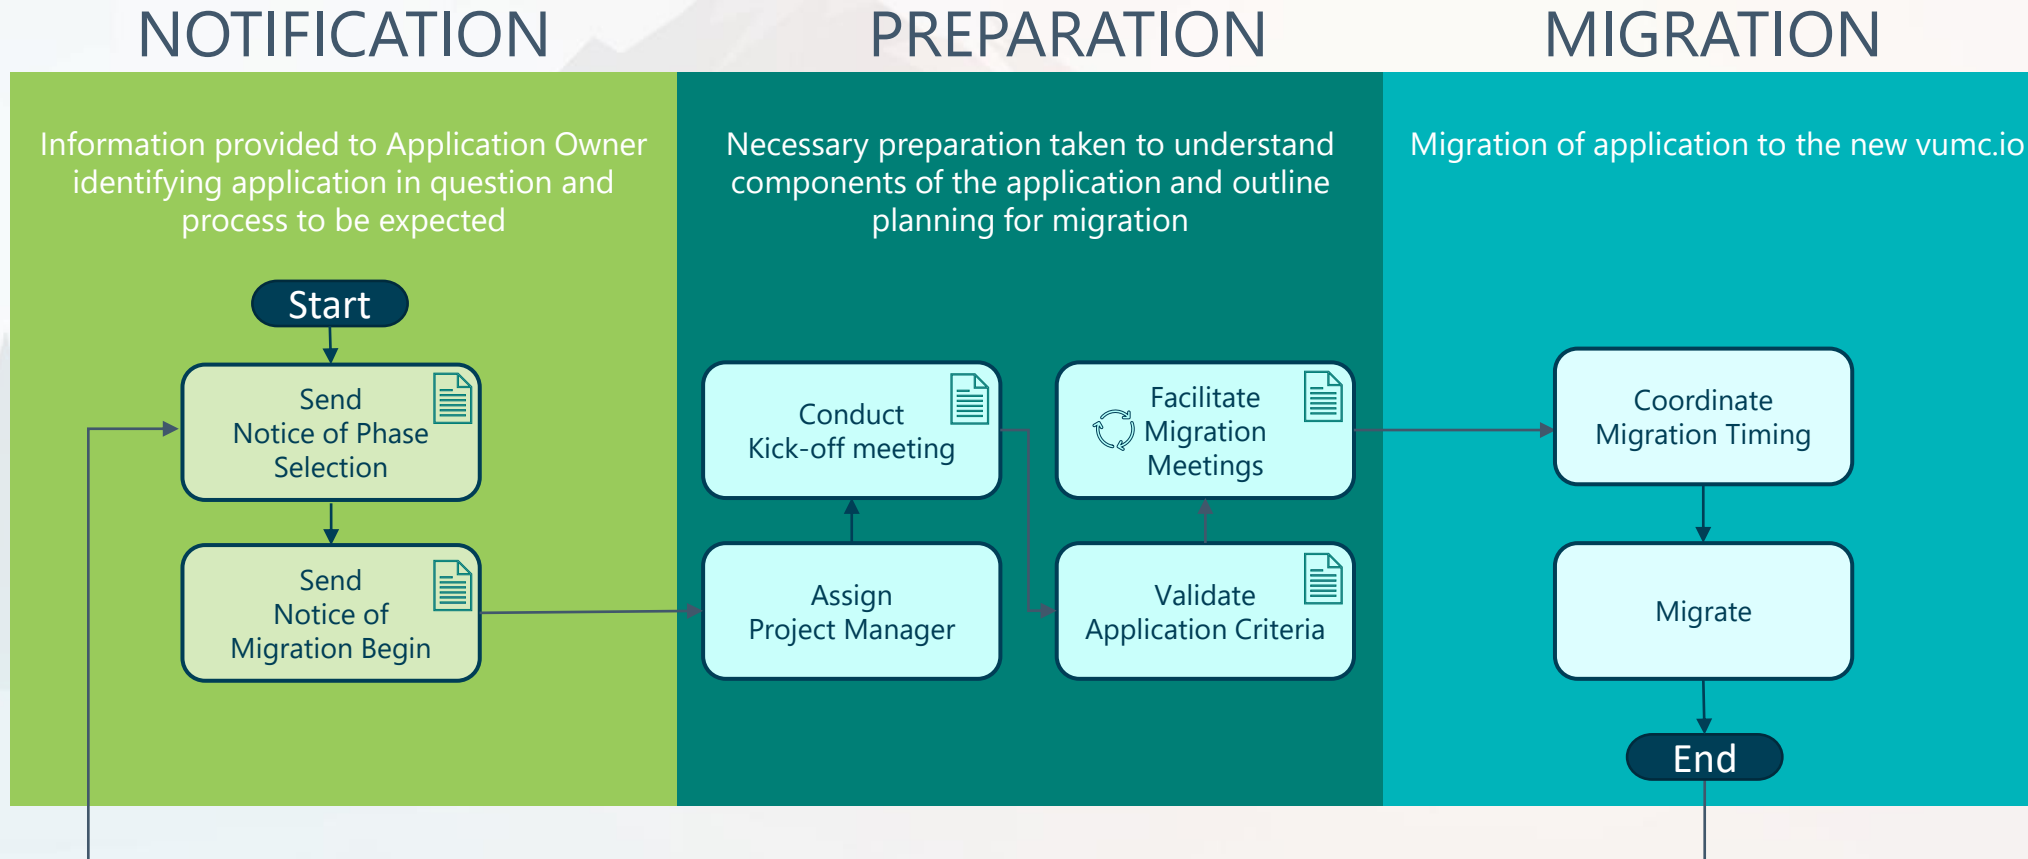 NOTIFICATION
Information provided to Application Owner
identifying application in question and
process to be expected
Start
Send
Notice of Phase
Selection
Send
Notice of
Migration Begin
PREPARATION
Necessary preparation taken to understand
components of the application and outline
planning for migration
Conduct
Kick-off meeting
Assign
Project Manager
Facilitate
Migration
Meetings
Validate
Application Criteria
MIGRATION
Migration of application to the new vumc.io
Coordinate
Migration Timing
Migrate
End